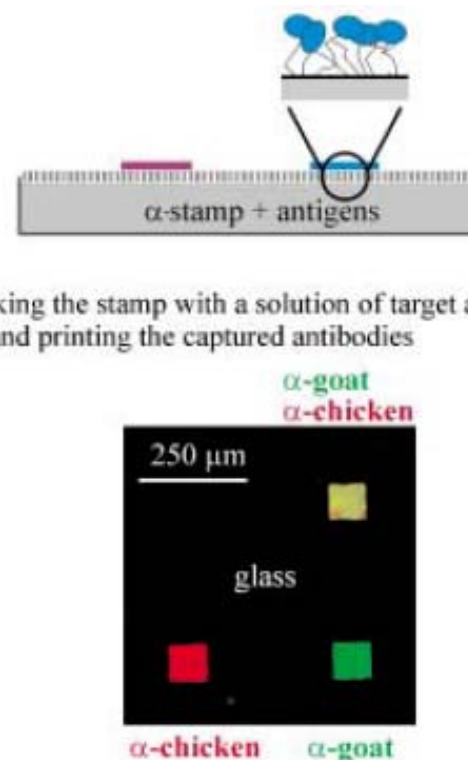 α-stamp + antigens
king the stamp with a solution of target a
nd printing the captured antibodies
α-goat
α-chicken
250 μm
glass
α-chicken α-goat